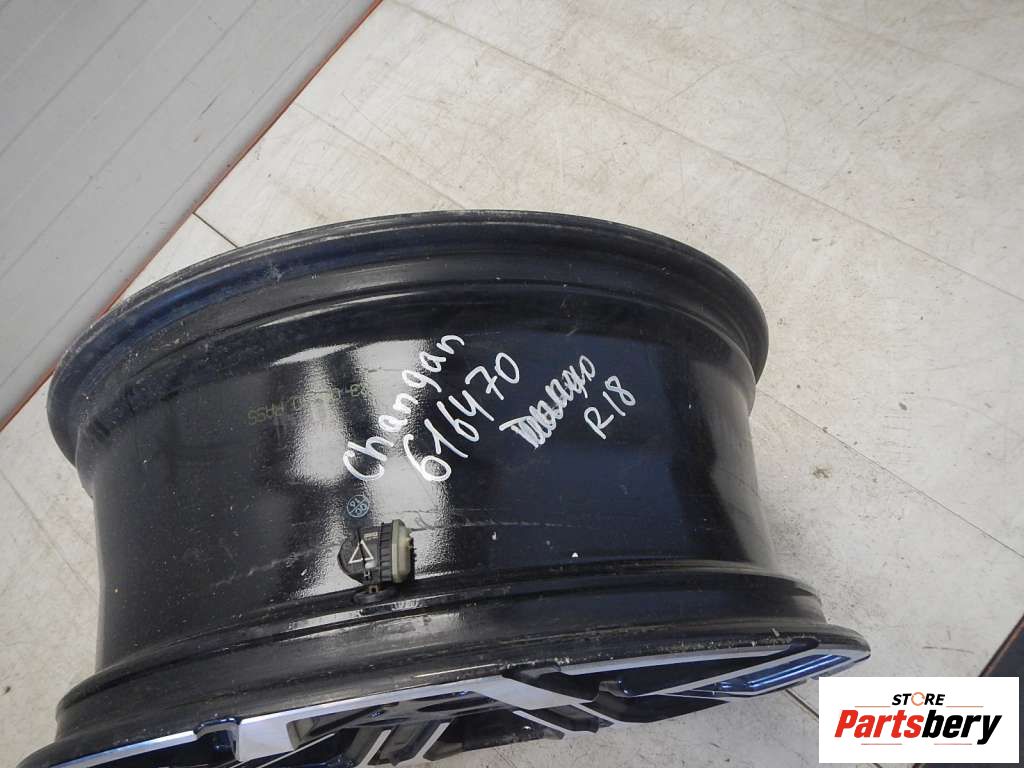 Changan
616470
R18
STORE
Partsbery